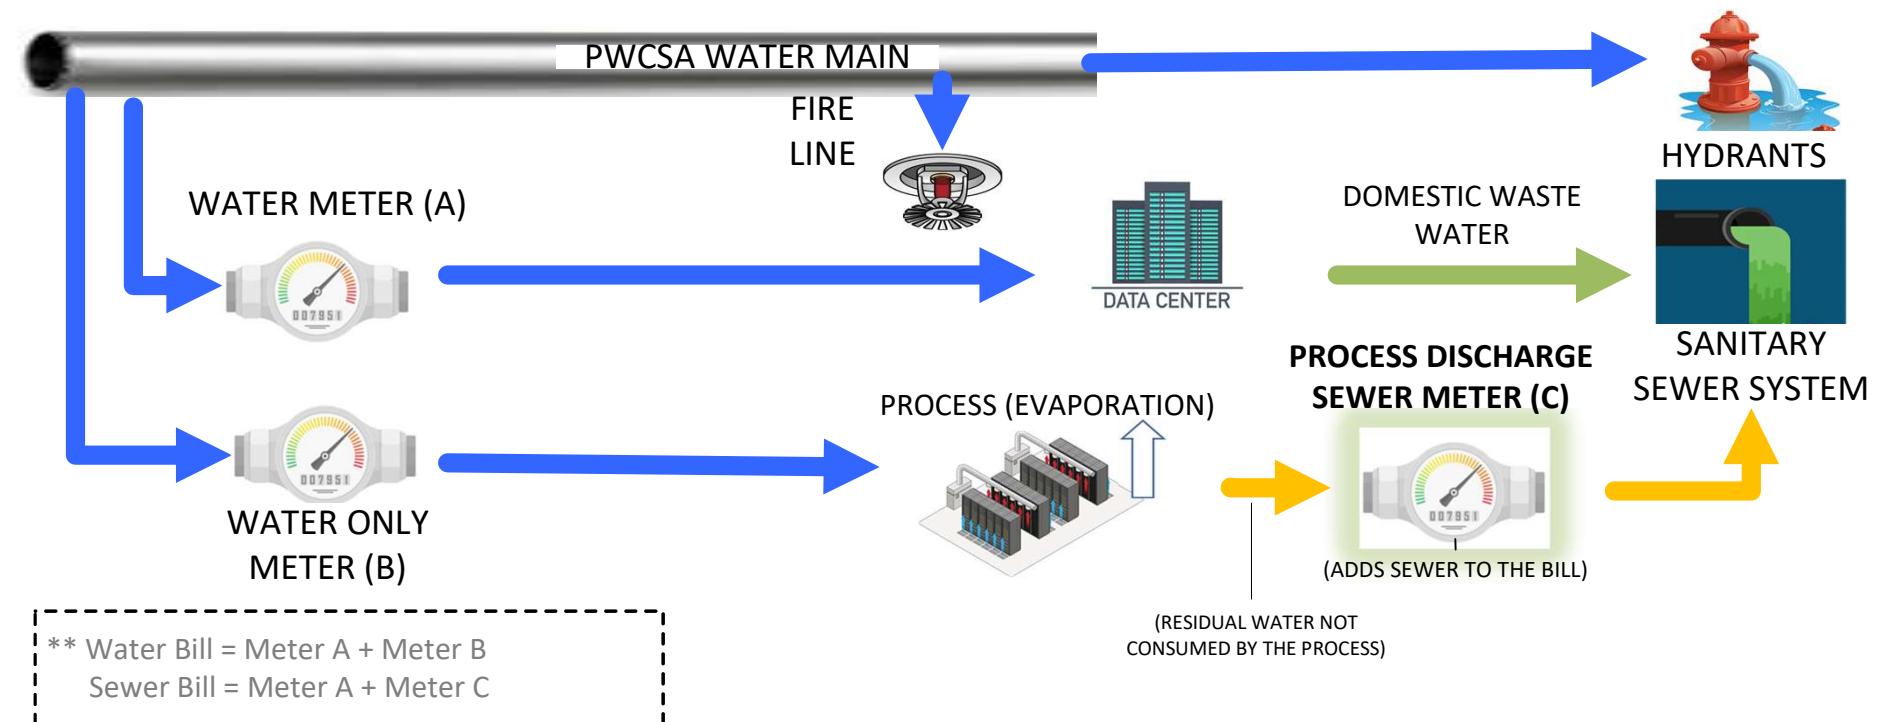 PWCSA WATER MAIN
FIRE
LINE
HYDRANTS
WATER METER (A)
007951
DATA CENTER
DOMESTIC WASTE
WATER
SANITARY
SEWER SYSTEM
PROCESS DISCHARGE
SEWER METER (C)
007951
(ADDS SEWER TO THE BILL)
PROCESS (EVAPORATION)
007951
WATER ONLY
METER (B)
(RESIDUAL WATER NOT
CONSUMED BY THE PROCESS)
** Water Bill = Meter A + Meter B
Sewer Bill = Meter A + Meter C